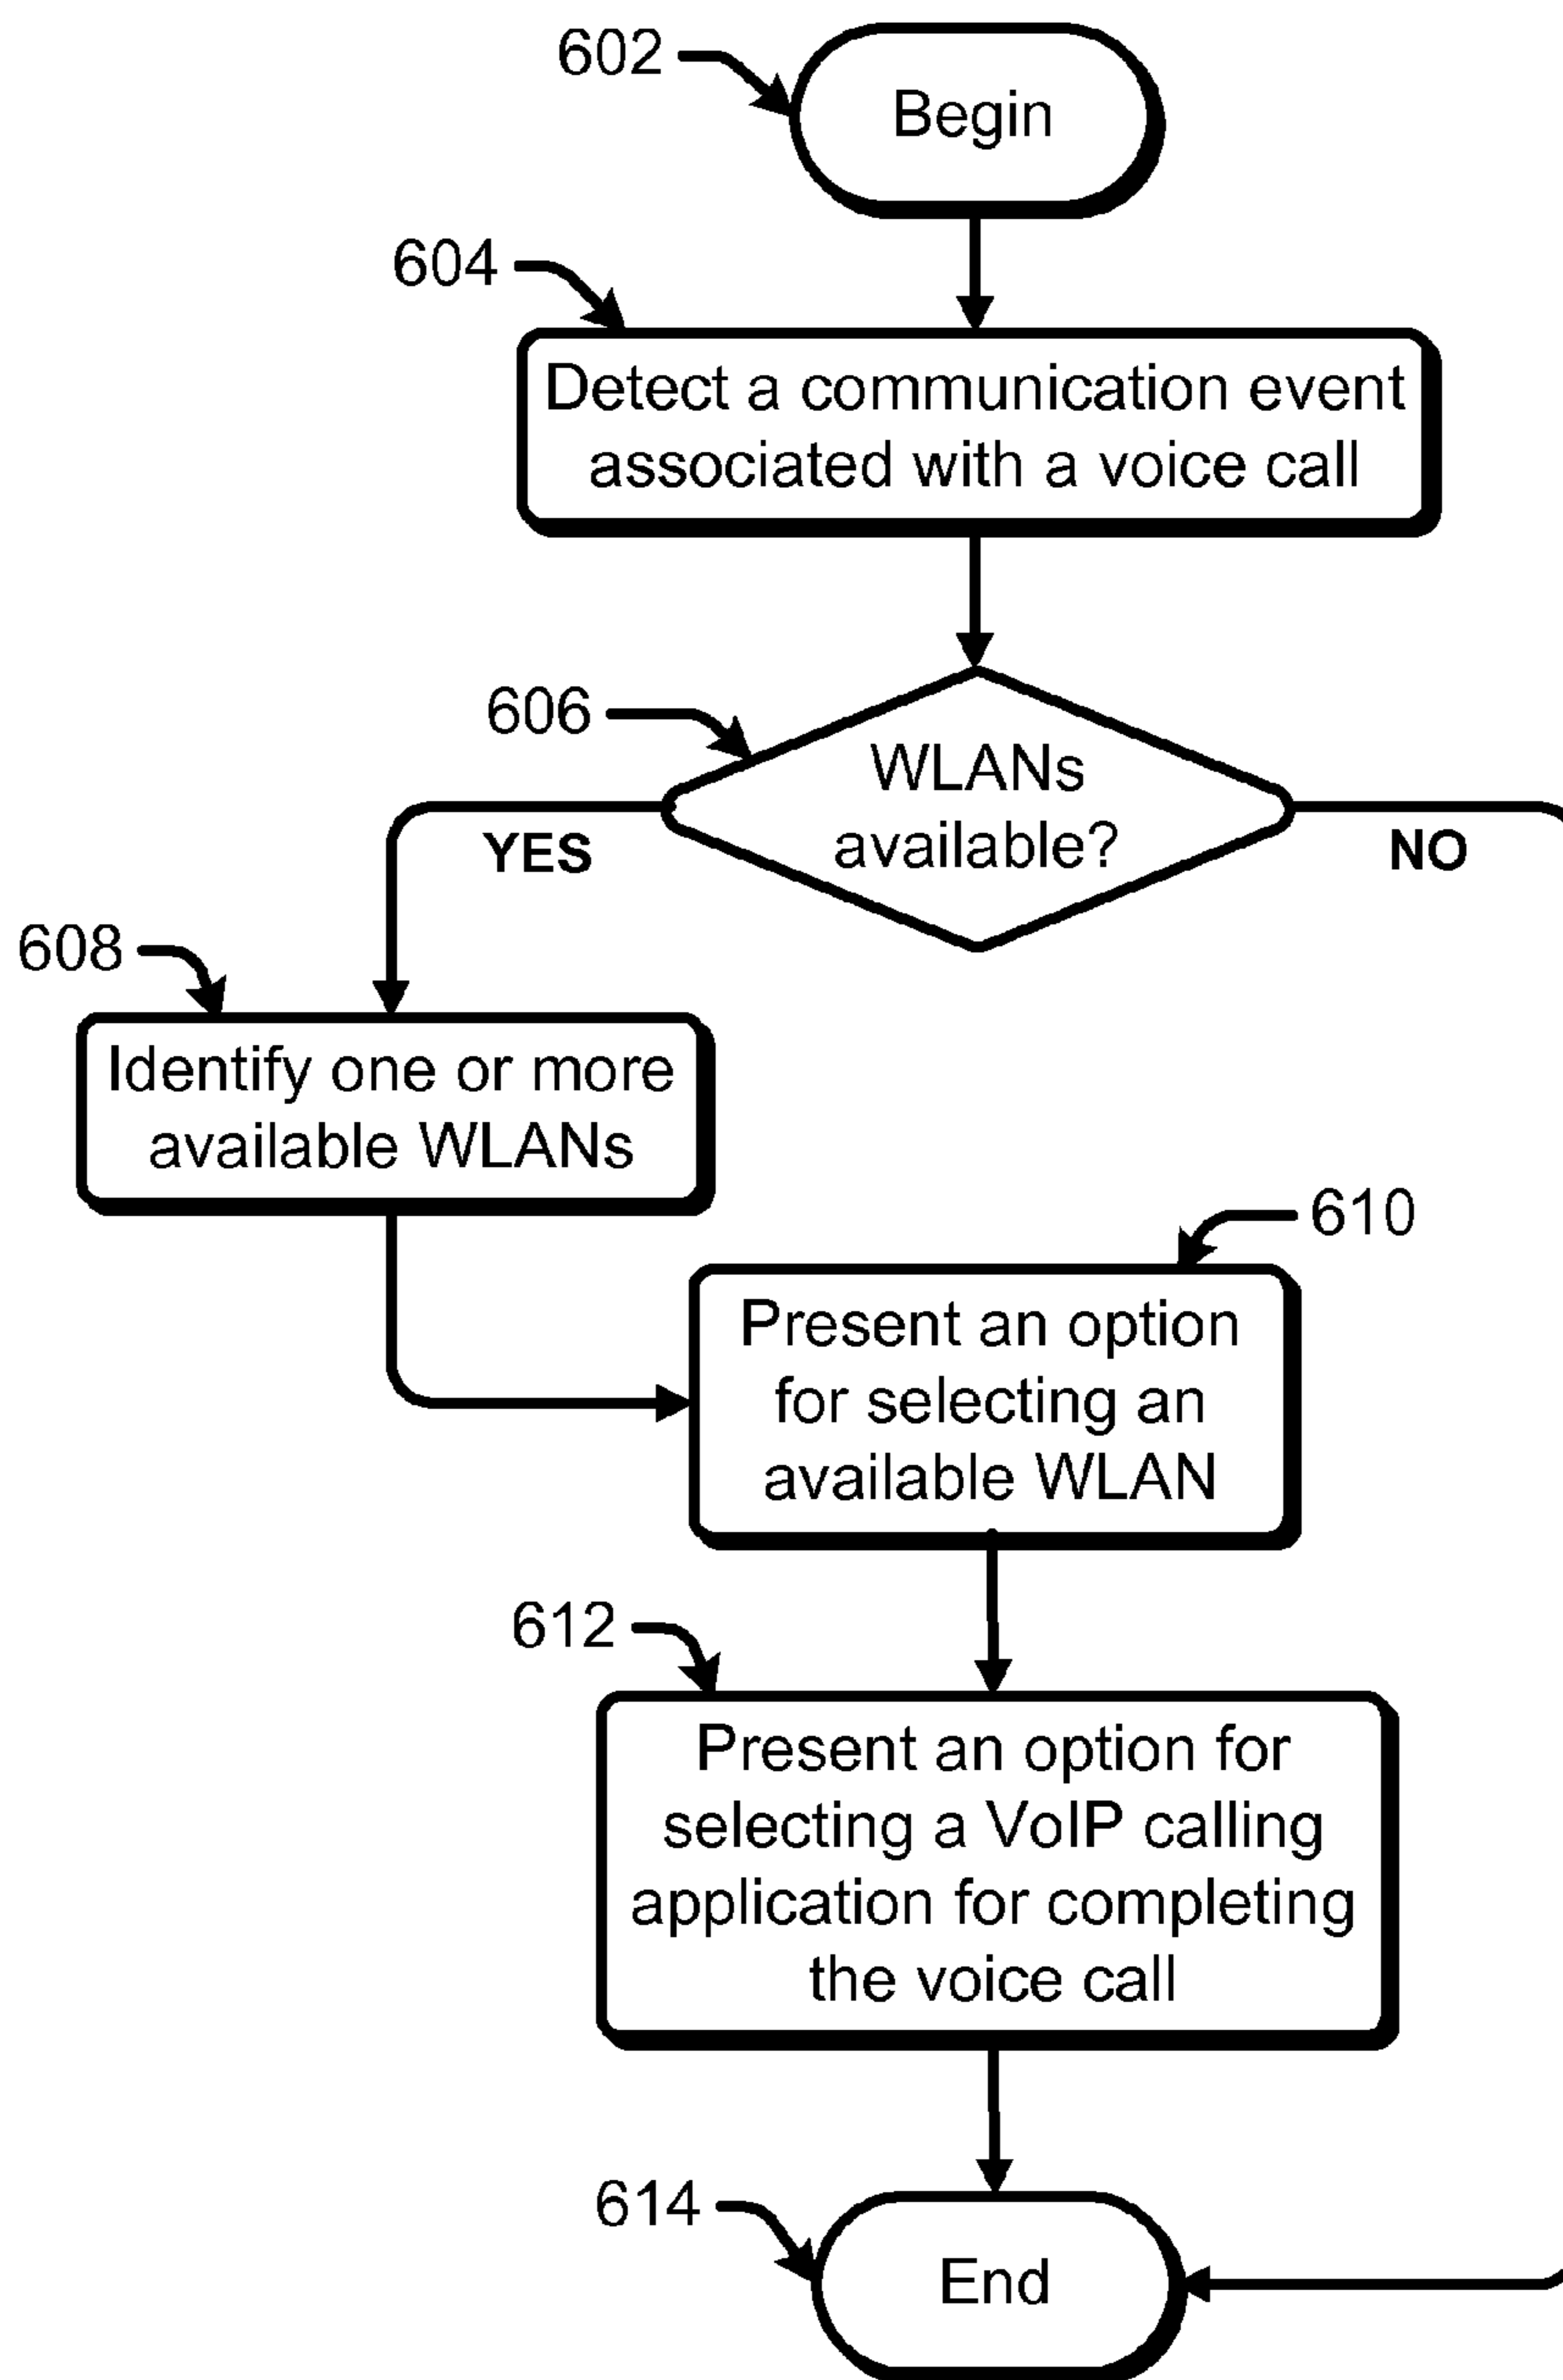 602
Begin
604
Detect a communication event
associated with a voice call
606
WLANs
available?
YES
NO
608
Identify one or more
available WLANs
610
Present an option
for selecting an
available WLAN
612
Present an option for
selecting a VoIP calling
application for completing
the voice call
614
End